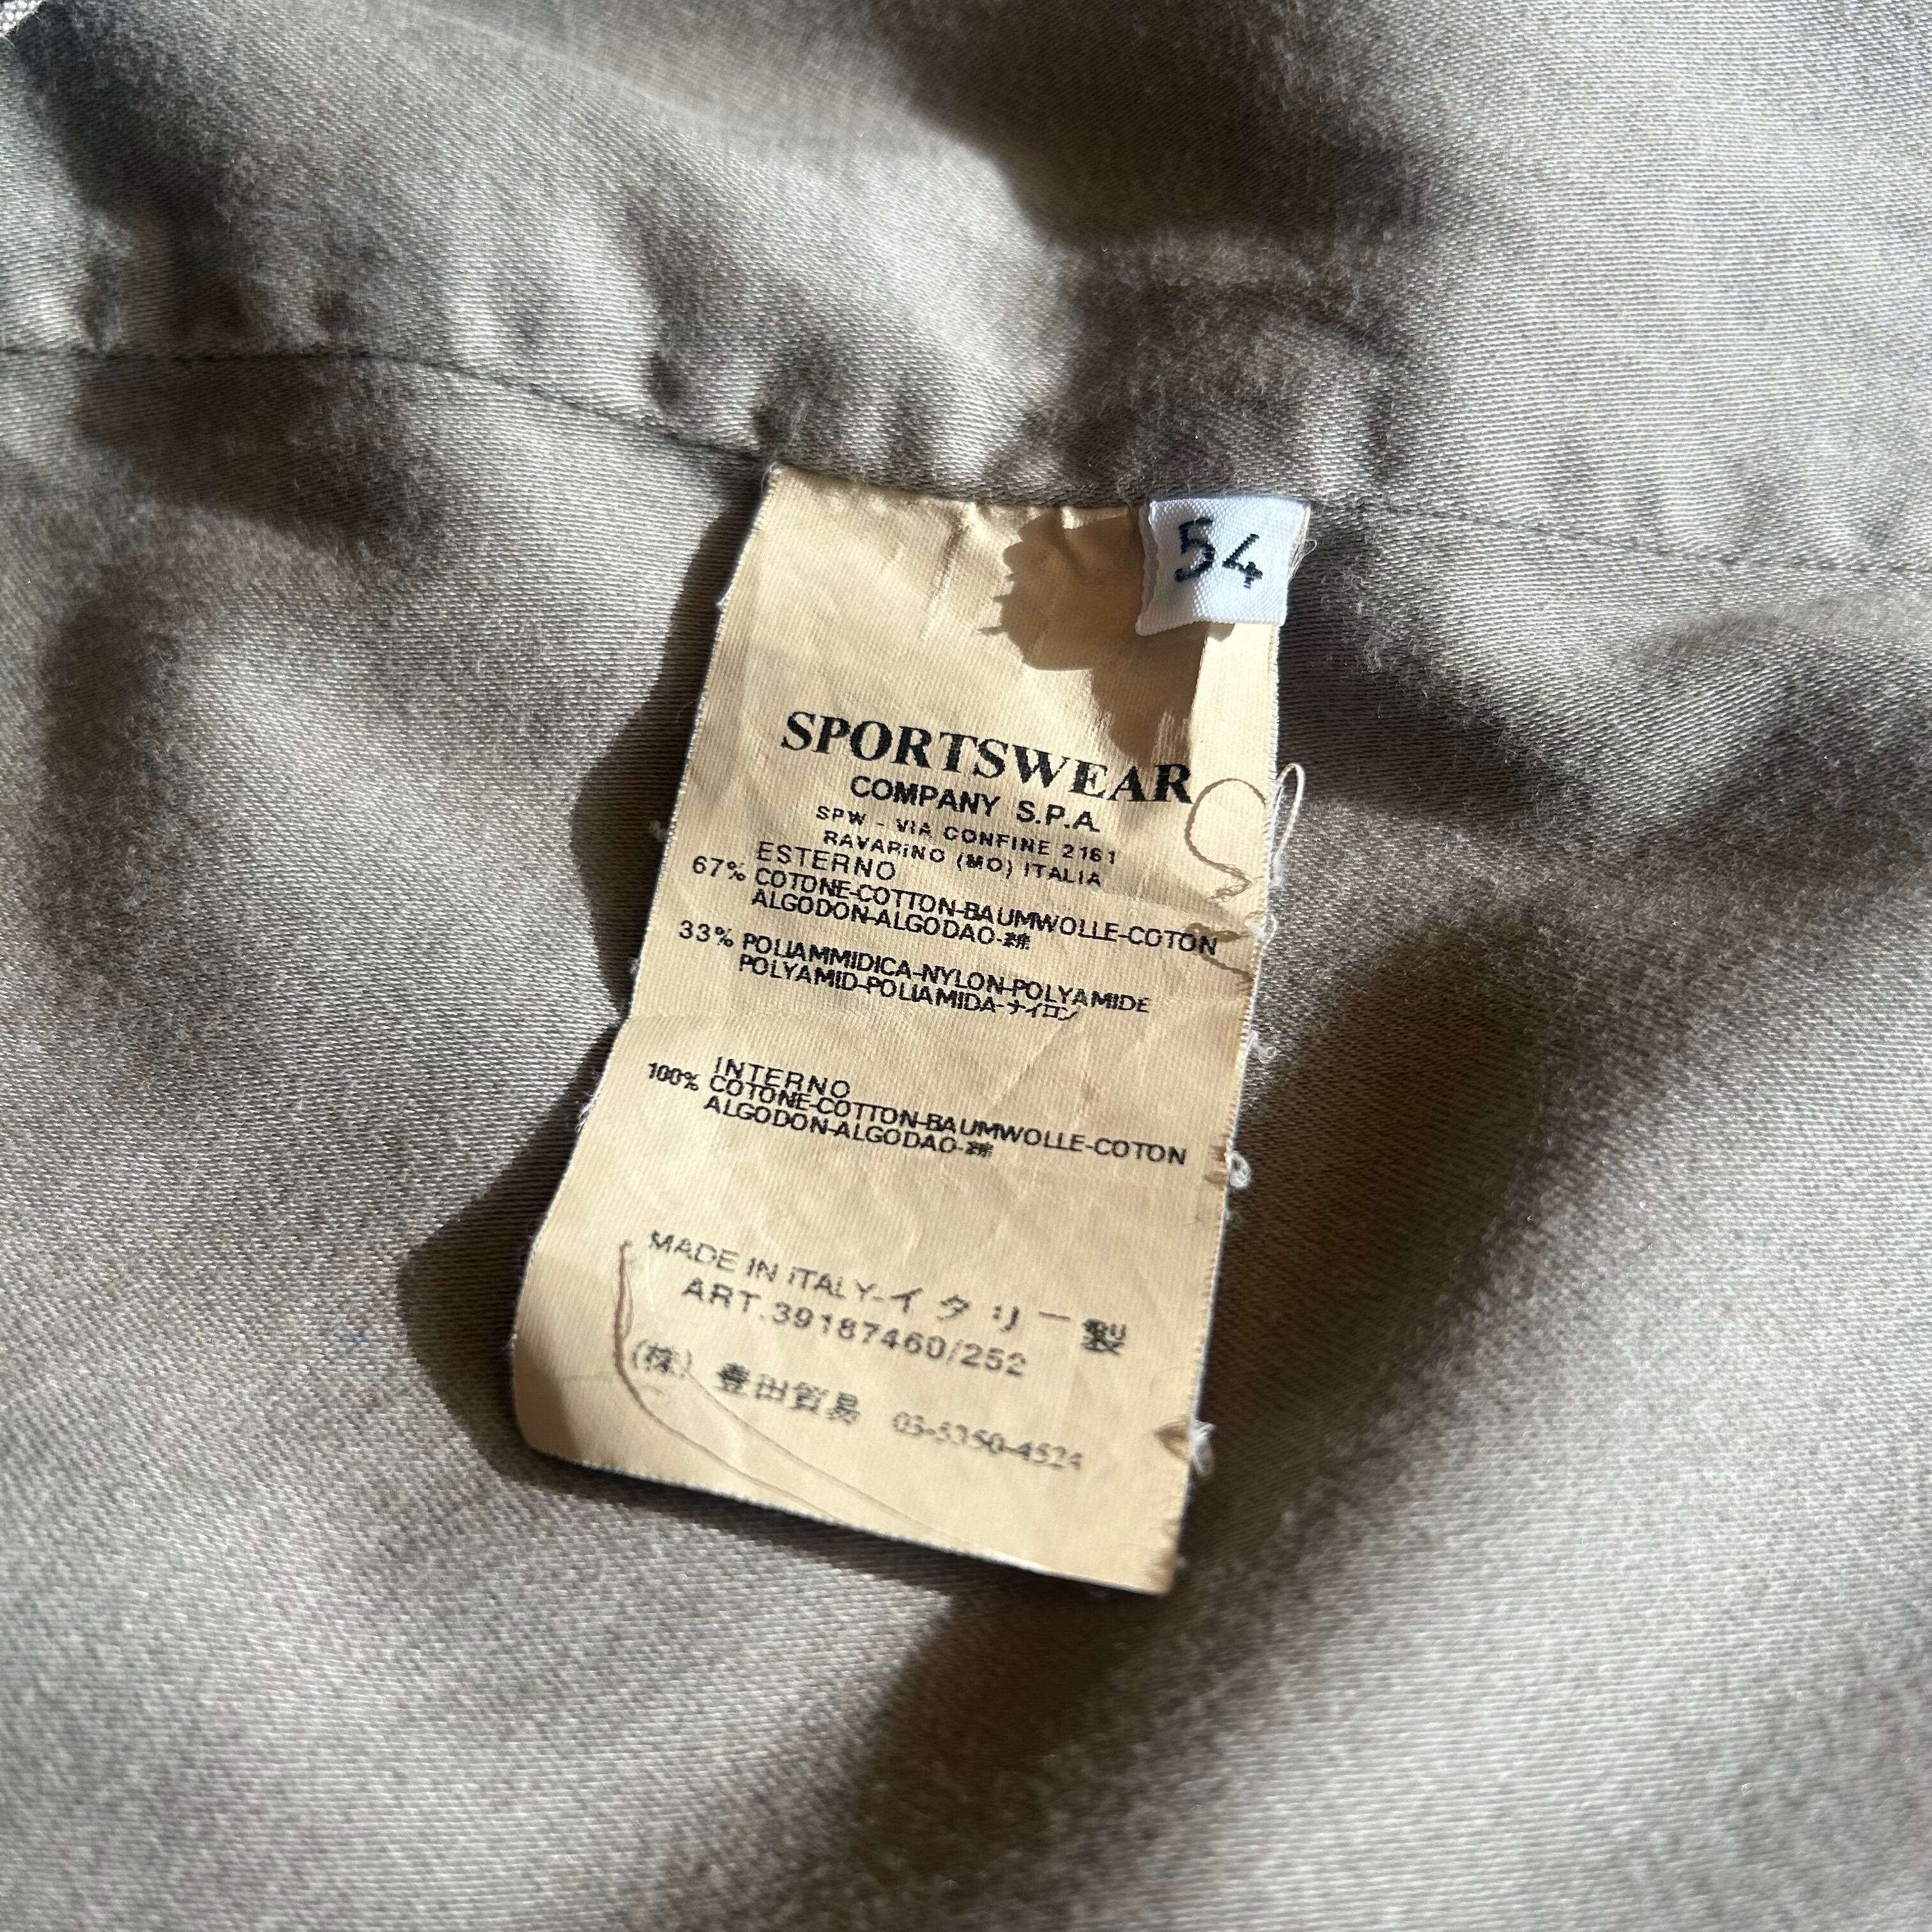 54
SPORTSWEAR
COMPANY S.P.A.
SPW - VIA CONFINE 2161
RAVARINO (MO) ITALIA
ESTERNO
67% COTONE-COTTON-BAUMWOLLE-COTON
ALGODON-ALGODAO-綿
33% POLIAMMIDICA-NYLON-POLYAMIDE
POLYAMID-POLIAMIDA-ナイロン
INTERNO
100% COTONE-COTTON-BAUMWOLLE-COTON
ALGODON-ALGODAO-綿
MADE IN ITALY-イタリー製
ART.39187460/252
(株) 豊田貿易 03-5350-4524